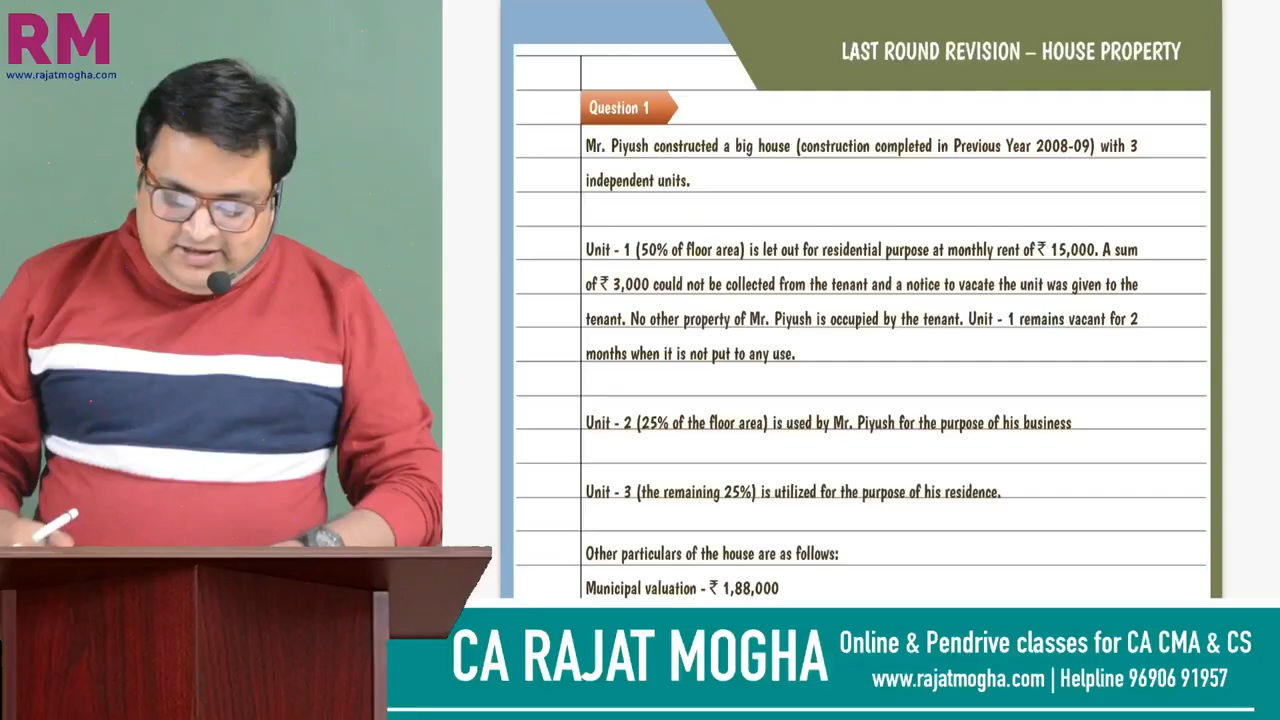 RM
www.rajatmogha.com
LAST ROUND REVISION – HOUSE PROPERTY
Question 1
Mr. Piyush constructed a big house (construction completed in Previous Year 2008-09) with 3
independent units.
Unit - 1 (50% of floor area) is let out for residential purpose at monthly rent of ₹ 15,000. A sum
of ₹ 3,000 could not be collected from the tenant and a notice to vacate the unit was given to the
tenant. No other property of Mr. Piyush is occupied by the tenant. Unit - 1 remains vacant for 2
months when it is not put to any use.
Unit - 2 (25% of the floor area) is used by Mr. Piyush for the purpose of his business
Unit - 3 (the remaining 25%) is utilized for the purpose of his residence.
Other particulars of the house are as follows:
Municipal valuation - ₹ 1,88,000
CA RAJAT MOGHA
Online & Pendrive classes for CA CMA & CS
www.rajatmogha.com | Helpline 96906 91957